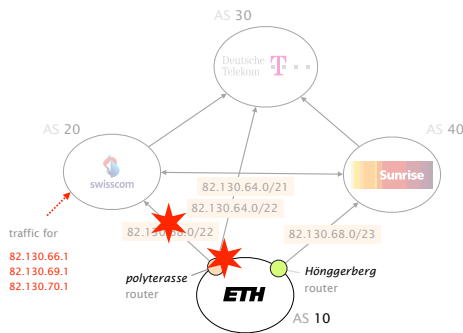 AS 30
Deutsche
Telekom
T
AS 20
AS 40
swisscom
Sunrise
82.130.64.0/21
82.130.64.0/22
traffic for
82.130.66.1
82.130.69.1
82.130.70.1
82.130.68.0/23
polyterasse
router
Hönggerberg
router
ETH
AS 10